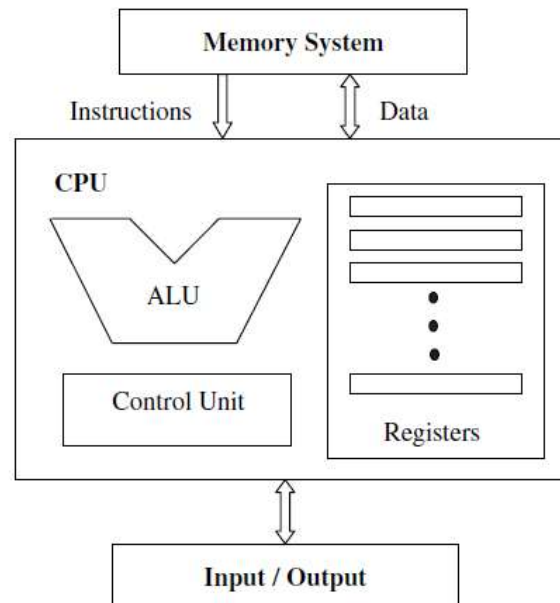 Memory System
Instructions
Data
CPU
ALU
Control Unit
Registers
Input / Output